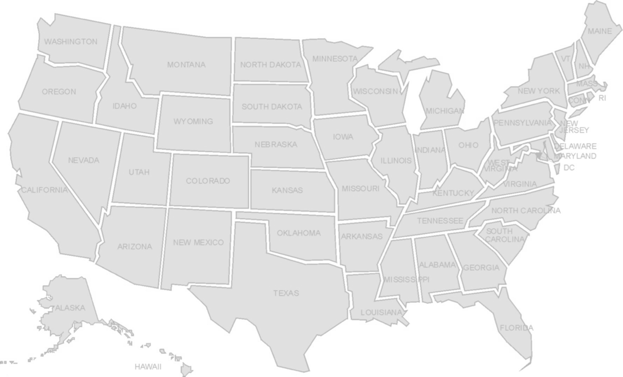 WASHINGTON
MONTANA
NORTH DAKOTA
MINNESOTA
MAINE
OREGON
IDAHO
WYOMING
SOUTH DAKOTA
WISCONSIN
MICHIGAN
NEW YORK
VT
NH
MASS
CONN
RI
NEVADA
UTAH
COLORADO
NEBRASKA
IOWA
ILLINOIS
INDIANA
OHIO
PENNSYLVANIA
NEW
JERSEY
DELAWARE
MARYLAND
DC
CALIFORNIA
KANSAS
MISSOURI
KENTUCKY
WEST
VIRGINIA
VIRGINIA
ARIZONA
NEW MEXICO
OKLAHOMA
ARKANSAS
TENNESSEE
NORTH CAROLINA
SOUTH
CAROLINA
TEXAS
LOUISIANA
MISSISSIPPI
ALABAMA
GEORGIA
FLORIDA
ALASKA
HAWAII